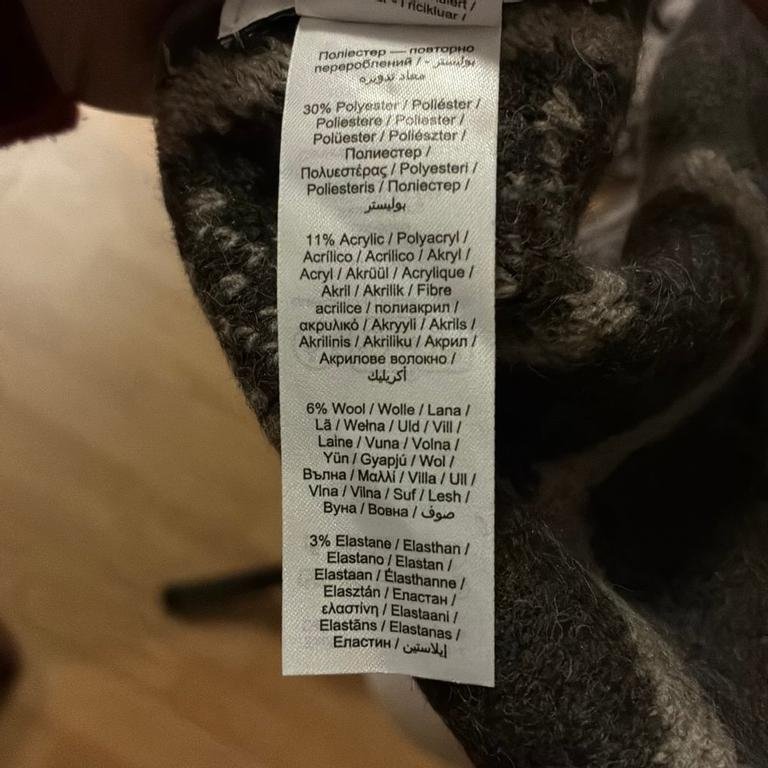 Tricikluar /
Поліестер — повторно
перероблений / - بوليستر
معاد تدويره
30% Polyester / Poliéster /
Poliestere / Poliester /
Polüester / Poliészter /
Полиестер /
Πολυεστέρας / Polyesteri /
Poliesteris / Поліестер /
بوليستر
11% Acrylic / Polyacryl /
Acrílico / Acrilico / Akryl /
Acryl / Akrüül / Acrylique /
Akril / Akrilik / Fibre
acrilice / полиакрил /
ακρυλικό / Akryyli / Akrils /
Akrilinis / Akriliku / Акрил /
Акрилове волокно /
أكريليك
6% Wool / Wolle / Lana /
Lã / Wełna / Uld / Vill /
Laine / Vuna / Volna /
Yün / Gyapjú / Wol /
Вълна / Μαλλί / Villa / Ull /
Vlna / Vilna / Suf / Lesh /
Вуна / Вовна / صوف
3% Elastane / Elasthan /
Elastano / Elastan /
Elastaan / Élasthanne /
Elasztán / Еластан /
ελαστίνη / Elastaani /
Elastāns / Elastanas /
Еластин / إيلاستين